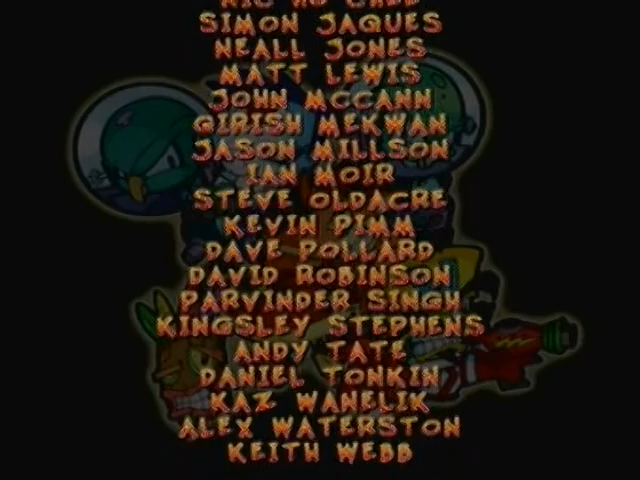 SIMON JAQUES
NEALL JONES
MATT LEWIS
JOHN MCCANN
GIRISH MEKWAN
JASON MILLSON
IAN MOIR
STEVE OLDACRE
KEVIN PIMM
DAVE POLLARD
DAVID ROBINSON
PARVINDER SINGH
KINGSLEY STEPHENS
ANDY TATE
DANIEL TONKIN
KAZ WANELIK
ALEX WATERSTON
KEITH WEBB